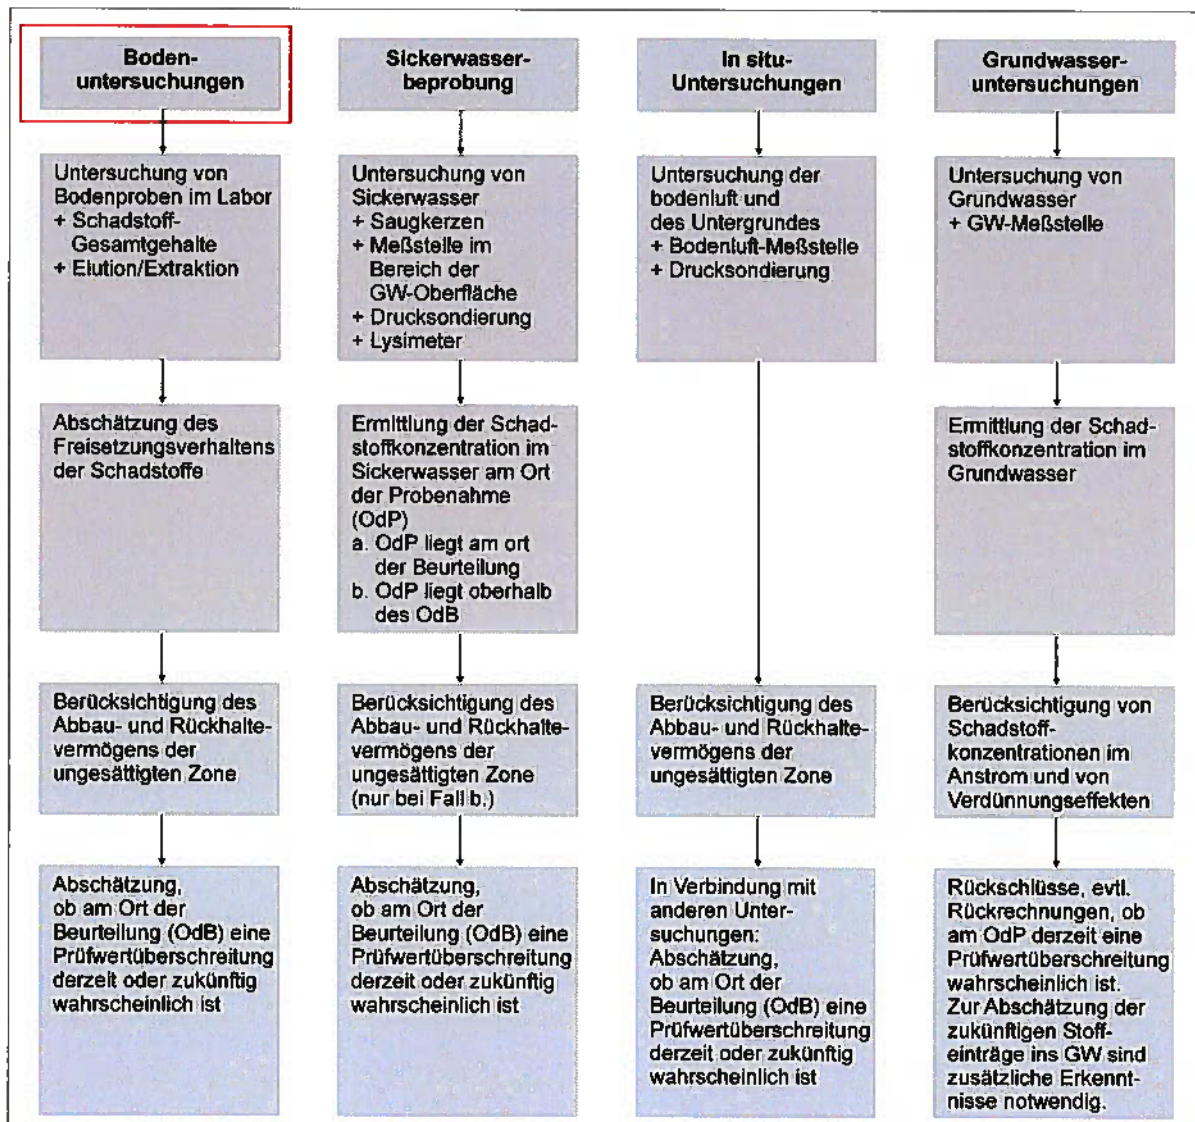 Boden-
untersuchungen
Untersuchung von
Bodenproben im Labor
+ Schadstoff-
Gesamtgehalte
+ Elution/Extraktion
Abschätzung des
Freisetzungsverhaltens
der Schadstoffe
Berücksichtigung des
Abbau- und Rückhalte-
vermögens der
ungesättigten Zone
Abschätzung,
ob am Ort der
Beurteilung (OdB) eine
Prüfwertüberschreitung
derzeit oder zukünftig
wahrscheinlich ist
Sickerwasser-
beprobung
Untersuchung von
Sickerwasser
+ Saugkerzen
+ Meßstelle im
Bereich der
GW-Oberfläche
+ Drucksondierung
+ Lysimeter
Ermittlung der Schad-
stoffkonzentration im
Sickerwasser am Ort
der Probenahme
(OdP)
a. OdP liegt am ort
der Beurteilung
b. OdP liegt oberhalb
des OdB
Berücksichtigung des
Abbau- und Rückhalte-
vermögens der
ungesättigten Zone
(nur bei Fall b.)
Abschätzung,
ob am Ort der
Beurteilung (OdB) eine
Prüfwertüberschreitung
derzeit oder zukünftig
wahrscheinlich ist
In situ-
Untersuchungen
Untersuchung der
bodenluft und
des Untergrundes
+ Bodenluft-Meßstelle
+ Drucksondierung
Berücksichtigung des
Abbau- und Rückhalte-
vermögens der
ungesättigten Zone
In Verbindung mit
anderen Unter-
suchungen:
Abschätzung,
ob am Ort der
Beurteilung (OdB) eine
Prüfwertüberschreitung
derzeit oder zukünftig
wahrscheinlich ist
Grundwasser-
untersuchungen
Untersuchung von
Grundwasser
+ GW-Meßstelle
Ermittlung der Schad-
stoffkonzentration im
Grundwasser
Berücksichtigung von
Schadstoff-
konzentrationen im
Anstrom und von
Verdünnungseffekten
Rückschlüsse, evtl.
Rückrechnungen, ob
am OdP derzeit eine
Prüfwertüberschreitung
wahrscheinlich ist.
Zur Abschätzung der
zukünftigen Stoff-
einträge ins GW sind
zusätzliche Erkennt-
nisse notwendig.